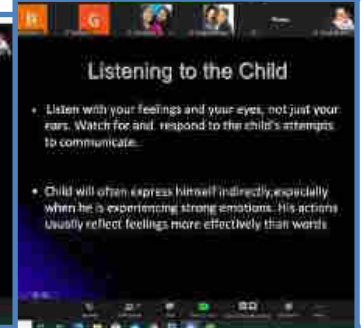 R
G
Listening to the Child
• Listen with your feelings and your eyes, not just your
ears. Watch for and respond to the child's attempts
to communicate.
• Child will often express himself indirectly, especially
when he is experiencing strong emotions. His actions
usually reflect feelings more effectively than words